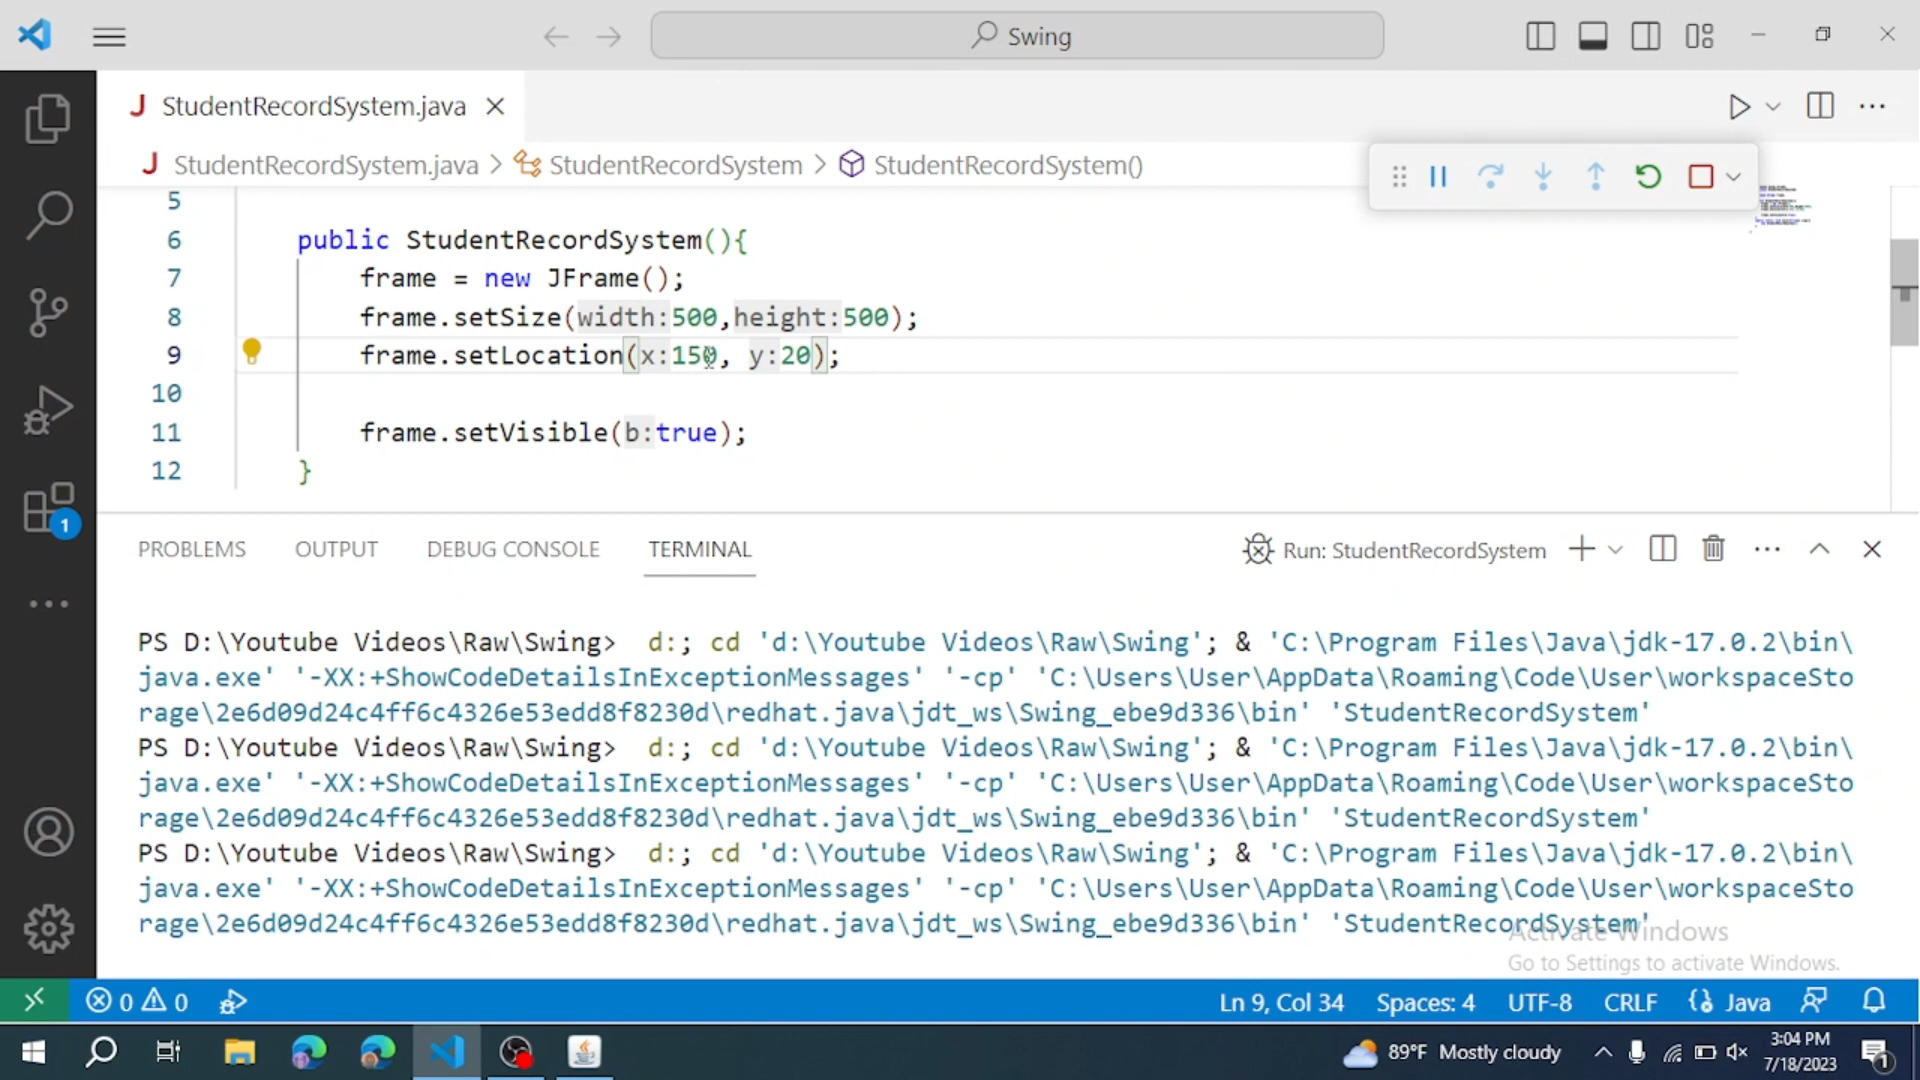 Swing
StudentRecordSystem.java
StudentRecordSystem.java > StudentRecordSystem > StudentRecordSystem()
5
6 public StudentRecordSystem(){
7 frame = new JFrame();
8 frame.setSize(width:500,height:500);
9 frame.setLocation(x:150, y:20);
10
11 frame.setVisible(b:true);
12 }
PROBLEMS OUTPUT DEBUG CONSOLE TERMINAL Run: StudentRecordSystem
1
PS D:\Youtube Videos\Raw\Swing>  d:; cd 'd:\Youtube Videos\Raw\Swing'; & 'C:\Program Files\Java\jdk-17.0.2\bin\
java.exe' '-XX:+ShowCodeDetailsInExceptionMessages' '-cp' 'C:\Users\User\AppData\Roaming\Code\User\workspaceSto
rage\2e6d09d24c4ff6c4326e53edd8f8230d\redhat.java\jdt_ws\Swing_ebe9d336\bin' 'StudentRecordSystem'
PS D:\Youtube Videos\Raw\Swing>  d:; cd 'd:\Youtube Videos\Raw\Swing'; & 'C:\Program Files\Java\jdk-17.0.2\bin\
java.exe' '-XX:+ShowCodeDetailsInExceptionMessages' '-cp' 'C:\Users\User\AppData\Roaming\Code\User\workspaceSto
rage\2e6d09d24c4ff6c4326e53edd8f8230d\redhat.java\jdt_ws\Swing_ebe9d336\bin' 'StudentRecordSystem'
PS D:\Youtube Videos\Raw\Swing>  d:; cd 'd:\Youtube Videos\Raw\Swing'; & 'C:\Program Files\Java\jdk-17.0.2\bin\
java.exe' '-XX:+ShowCodeDetailsInExceptionMessages' '-cp' 'C:\Users\User\AppData\Roaming\Code\User\workspaceSto
rage\2e6d09d24c4ff6c4326e53edd8f8230d\redhat.java\jdt_ws\Swing_ebe9d336\bin' 'StudentRecordSystem'
Activate Windows
Go to Settings to activate Windows.
0 0 Ln 9, Col 34 Spaces: 4 UTF-8 CRLF Java
89°F Mostly cloudy 3:04 PM
7/18/2023 1